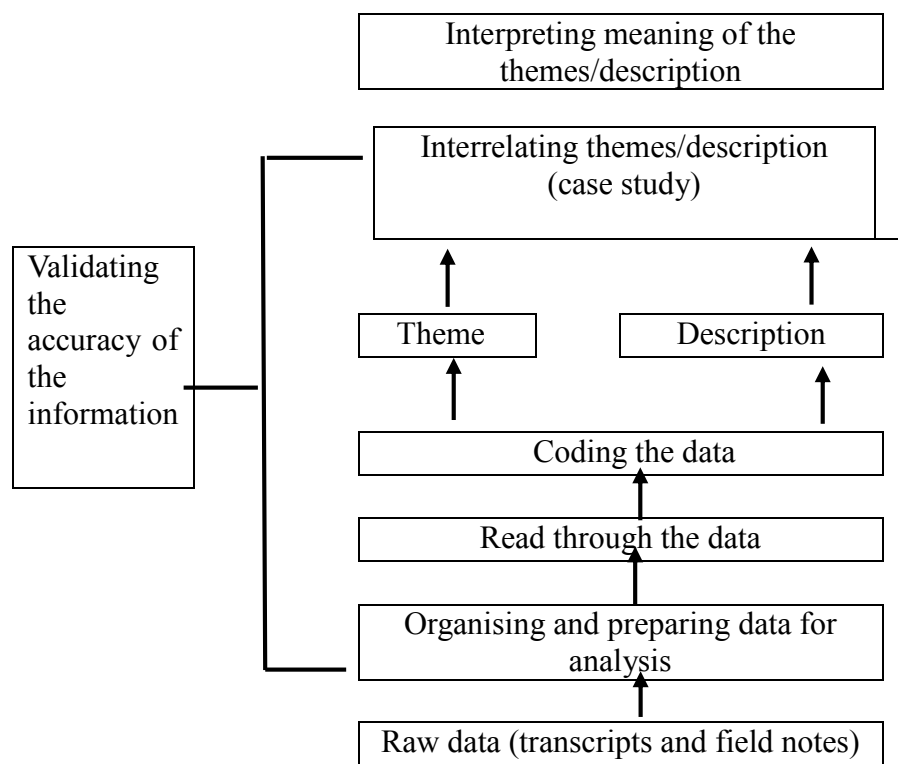 Interpreting meaning of the
themes/description
Interrelating themes/description
(case study)
Validating
the
accuracy of
the
information
Theme
Description
Coding the data
Read through the data
Organising and preparing data for
analysis
Raw data (transcripts and field notes)